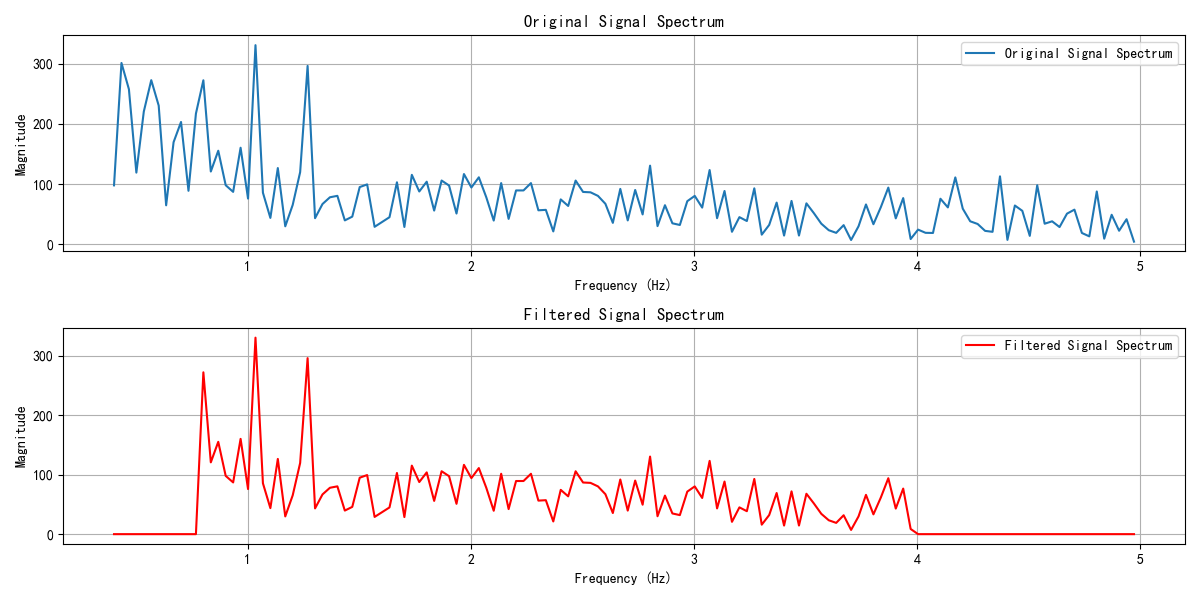 Original Signal Spectrum
Original Signal Spectrum
Magnitude
300
200
100
0
1 2 3 4 5
Frequency (Hz)
Filtered Signal Spectrum
Filtered Signal Spectrum
Magnitude
300
200
100
0
1 2 3 4 5
Frequency (Hz)